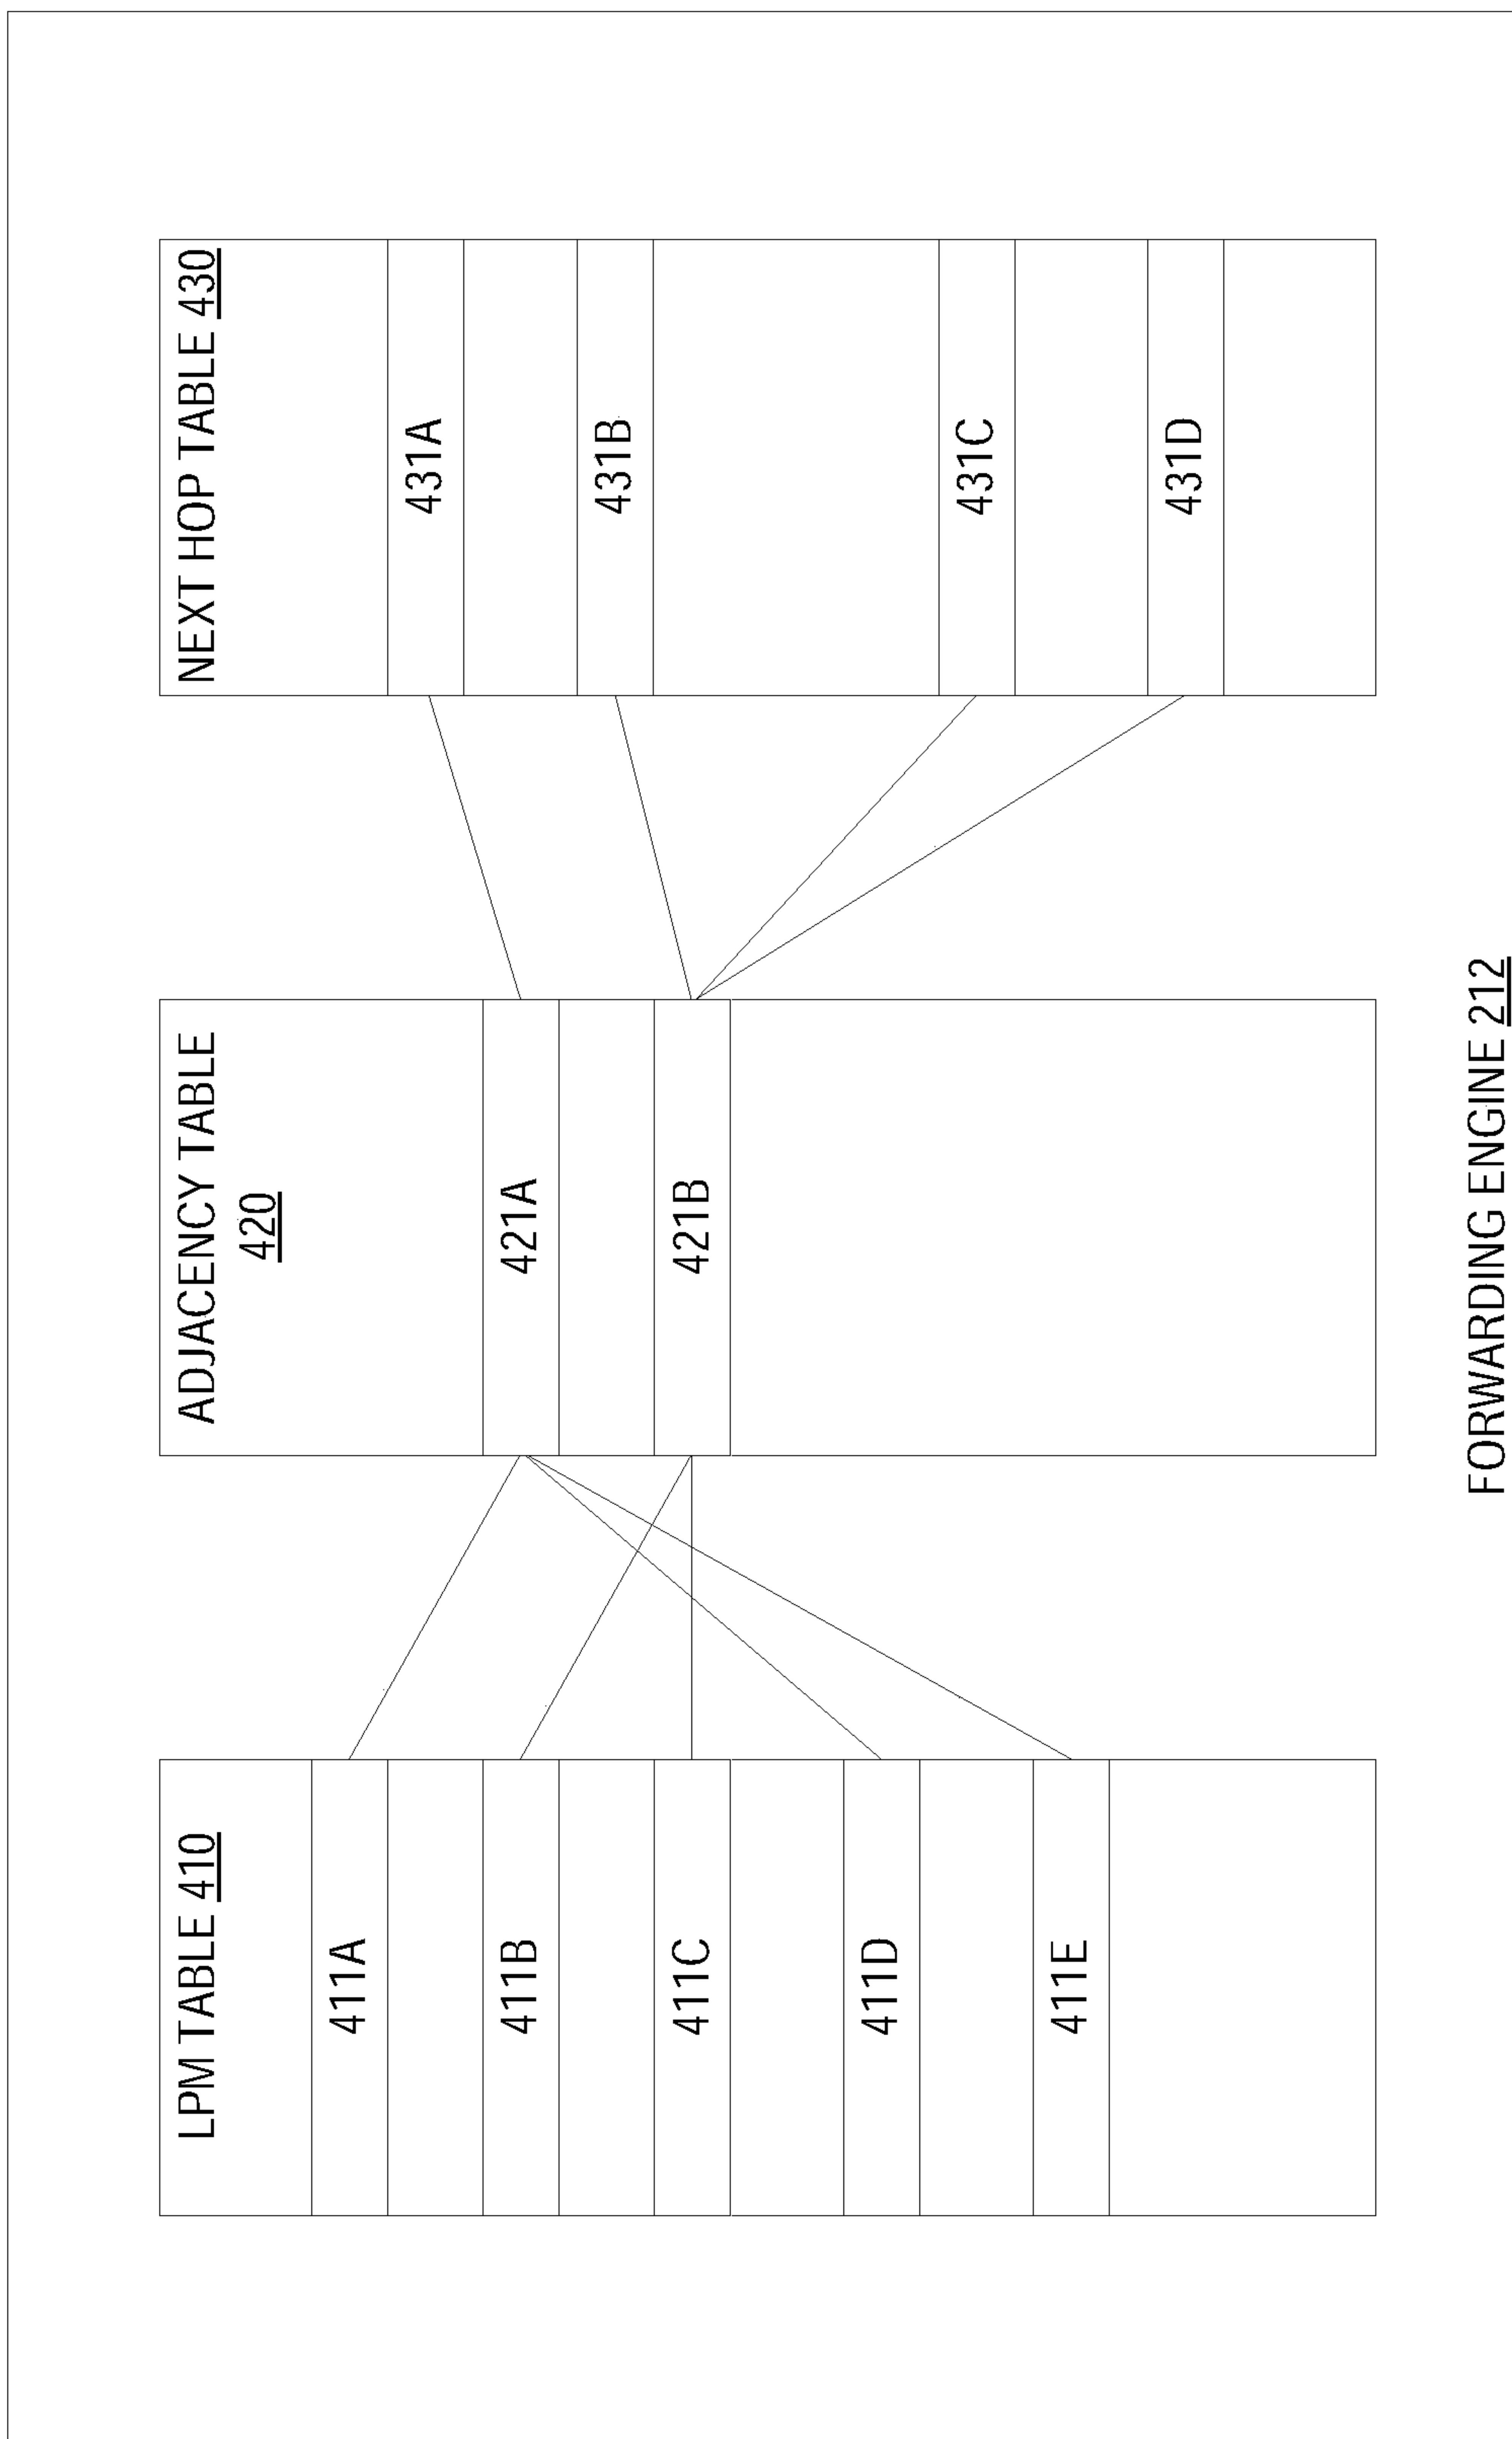 LPM TABLE 410
411A
411B
411C
411D
411E
ADJACENCY TABLE
420
421A
421B
NEXT HOP TABLE 430
431A
431B
431C
431D
FORWARDING ENGINE 212